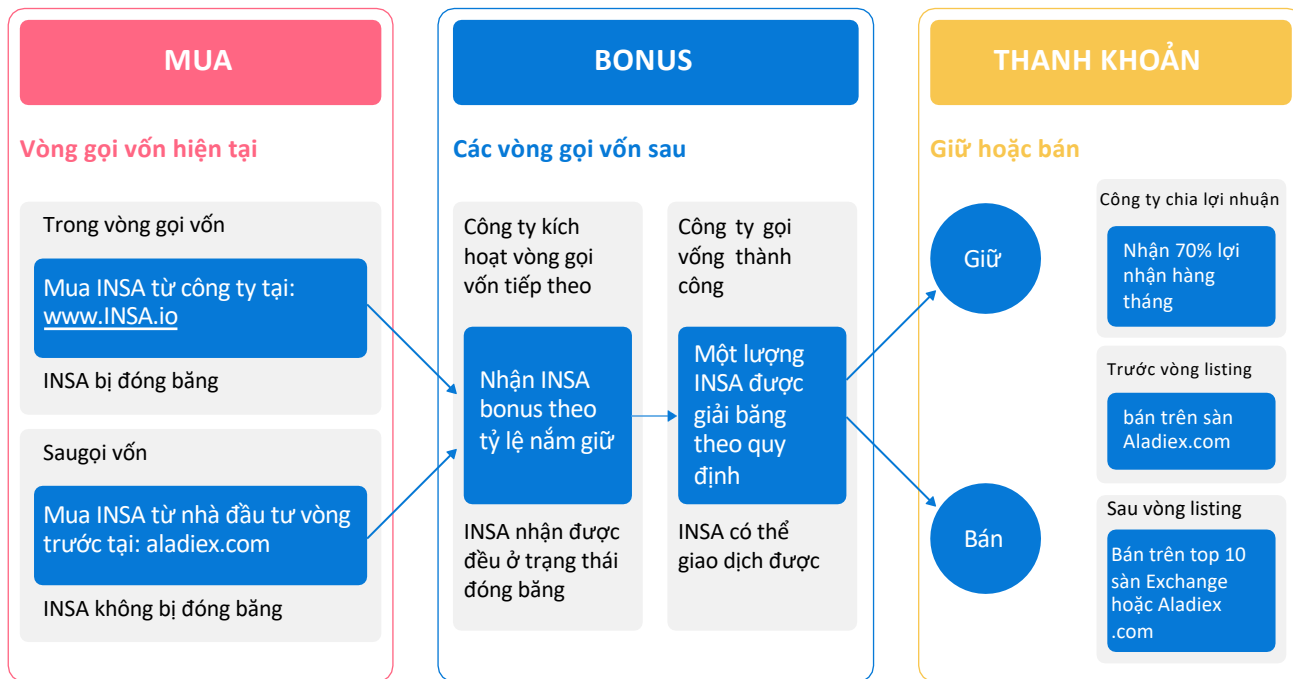 MUA
Vòng gọi vốn hiện tại
Trong vòng gọi vốn
Mua INSA từ công ty tại:
www.INSA.io
INSA bị đóng băng
Saugọi vốn
Mua INSA từ nhà đầu tư vòng
trước tại: aladiex.com
INSA không bị đóng băng
BONUS
Các vòng gọi vốn sau
Công ty kích
hoạt vòng gọi
vốn tiếp theo
Nhận INSA
bonus theo
tỷ lệ nắm giữ
INSA nhận được
đều ở trạng thái
đóng băng
Công ty gọi
vống thành
công
Một lượng
INSA được
giải băng
theo quy
định
INSA có thể
giao dịch được
THANH KHOẢN
Giữ hoặc bán
Giữ
Bán
Công ty chia lợi nhuận
Nhận 70% lợi
nhận hàng
tháng
Trước vòng listing
bán trên sàn
Aladiex.com
Sau vòng listing
Bán trên top 10
sàn Exchange
hoặc Aladiex
.com